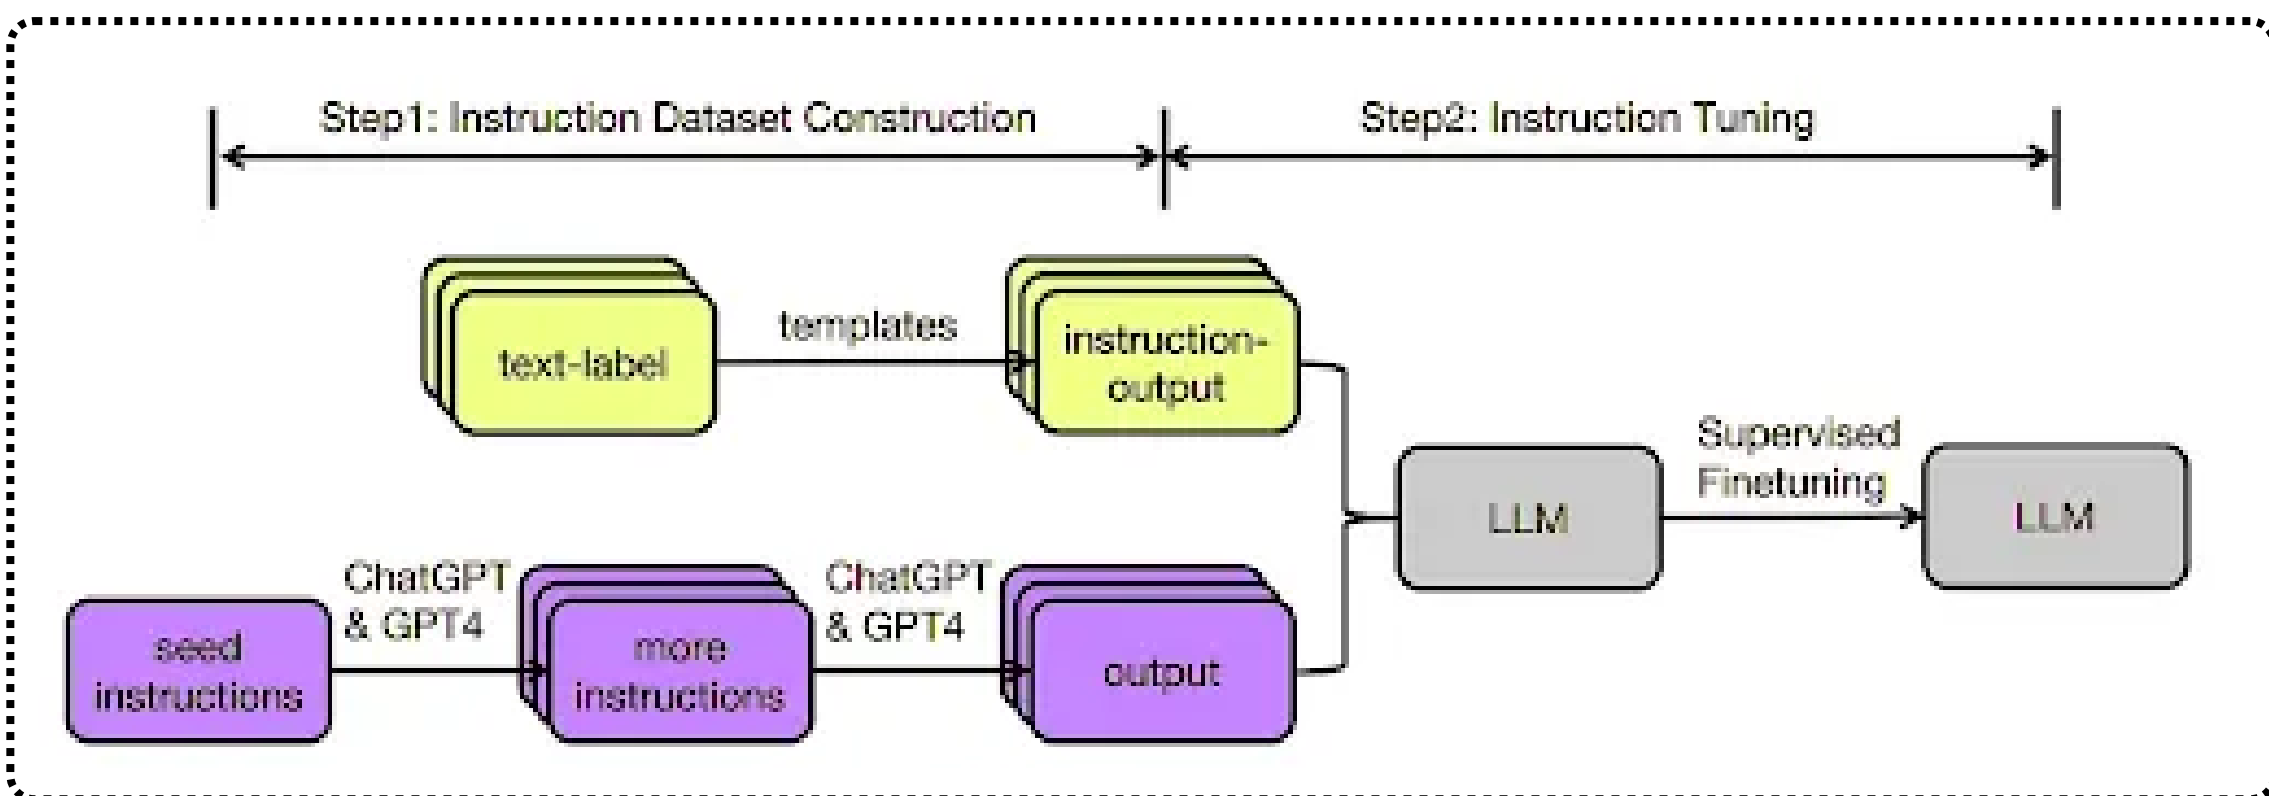 Step1: Instruction Dataset Construction
Step2: Instruction Tuning
text-label
templates
instruction-
output
seed
instructions
ChatGPT
& GPT4
more
instructions
ChatGPT
& GPT4
output
LLM
Supervised
Finetuning
LLM